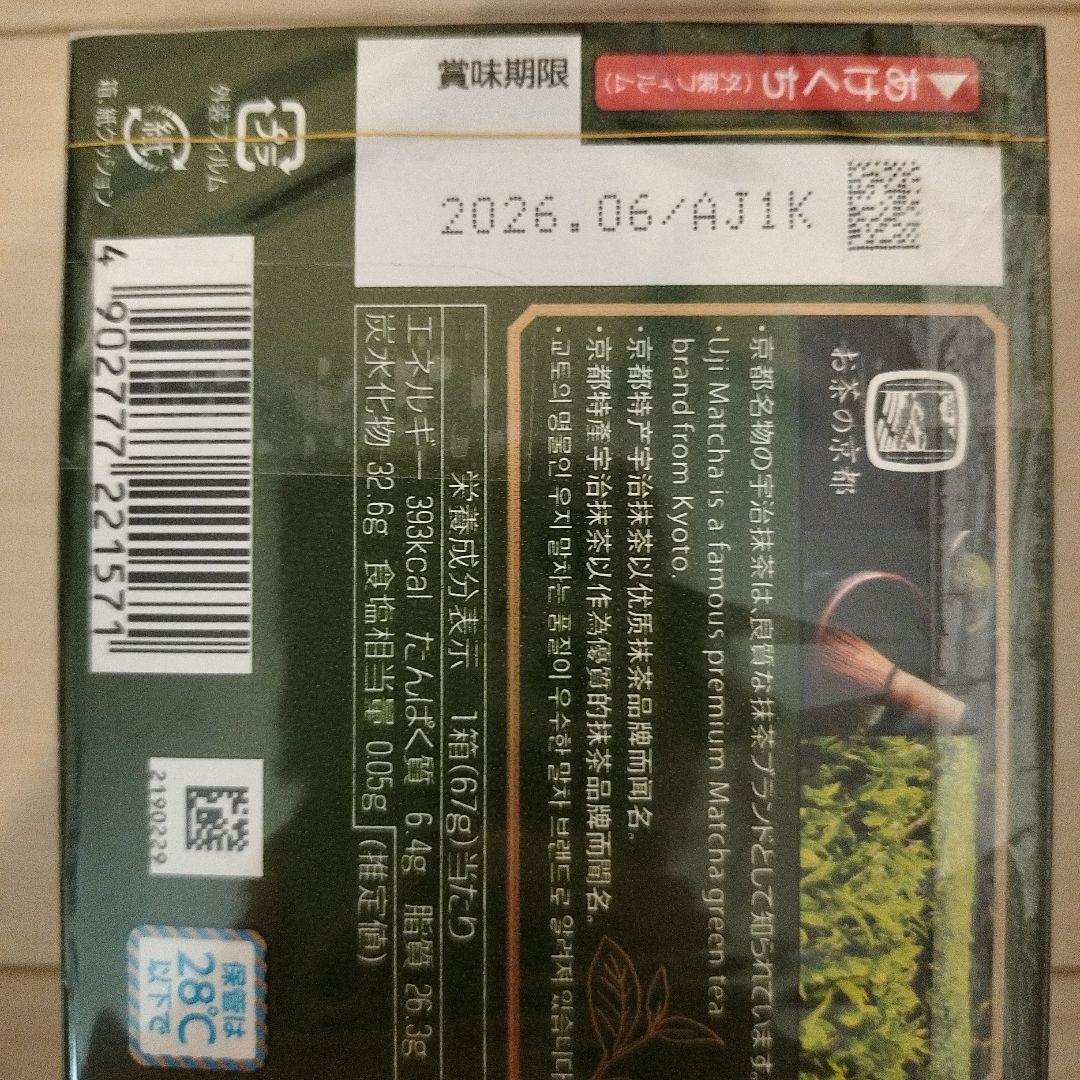 賞味期限
2026.06/AJ1K
あけくち
(外装フィルム)
プラ
外装フィルム
紙
箱、紙クッション
4 902777 221571
2190229
保管は
28℃
以下で
お茶の京都
・京都名物の宇治抹茶は、良質な抹茶ブランドとして知られています。
・Uji Matcha is a famous premium Matcha green tea
brand from Kyoto.
・京都特产宇治抹茶以优质抹茶品牌而闻名。
・京都特產宇治抹茶以作為優質的抹茶品牌而聞名。
・교토의 명물인 우지 말차는 품질이 우수한 말차 브랜드로 알려져 있습니다
栄養成分表示 1箱(67g)当たり
エネルギー 393kcal たんぱく質 6.4g 脂質 26.3g
炭水化物 32.6g 食塩相当量 0.05g (推定値)